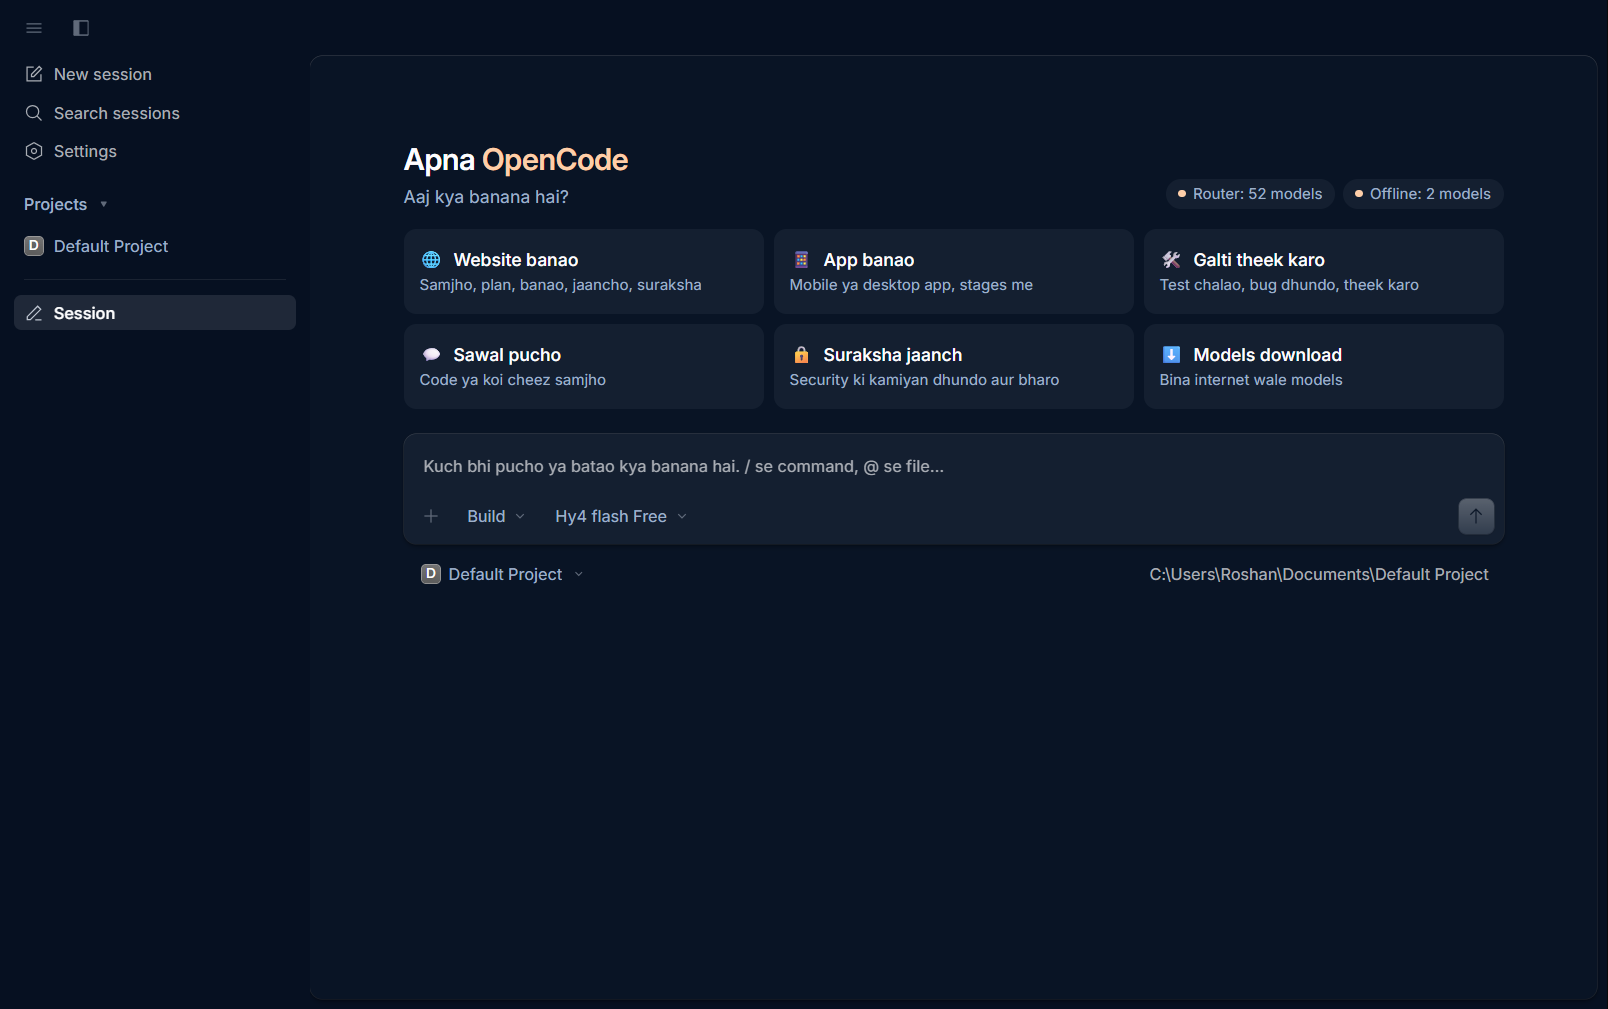 New session
Search sessions
Settings
Projects
D Default Project
Session
Apna OpenCode
Aaj kya banana hai?
Router: 52 models
Offline: 2 models
Website banao
Samjho, plan, banao, jaancho, suraksha
App banao
Mobile ya desktop app, stages me
Galti theek karo
Test chalao, bug dhundo, theek karo
Sawal pucho
Code ya koi cheez samjho
Suraksha jaanch
Security ki kamiyan dhundo aur bharo
Models download
Bina internet wale models
Kuch bhi pucho ya batao kya banana hai. / se command, @ se file...
Build
Hy4 flash Free
D Default Project
C:\Users\Roshan\Documents\Default Project